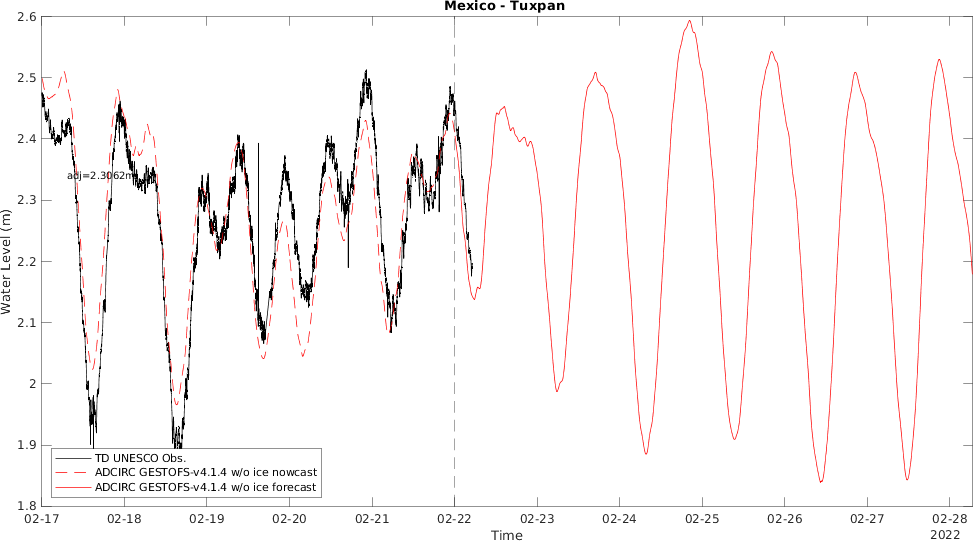 Mexico - Tuxpan
2.6
2.5
2.4
2.3
2.2
2.1
2
1.9
1.8
Water Level (m)
adj=2.3062m
TD UNESCO Obs.
ADCIRC GESTOFS-v4.1.4 w/o ice nowcast
ADCIRC GESTOFS-v4.1.4 w/o ice forecast
02-17 02-18 02-19 02-20 02-21 02-22 02-23 02-24 02-25 02-26 02-27 02-28
Time
2022